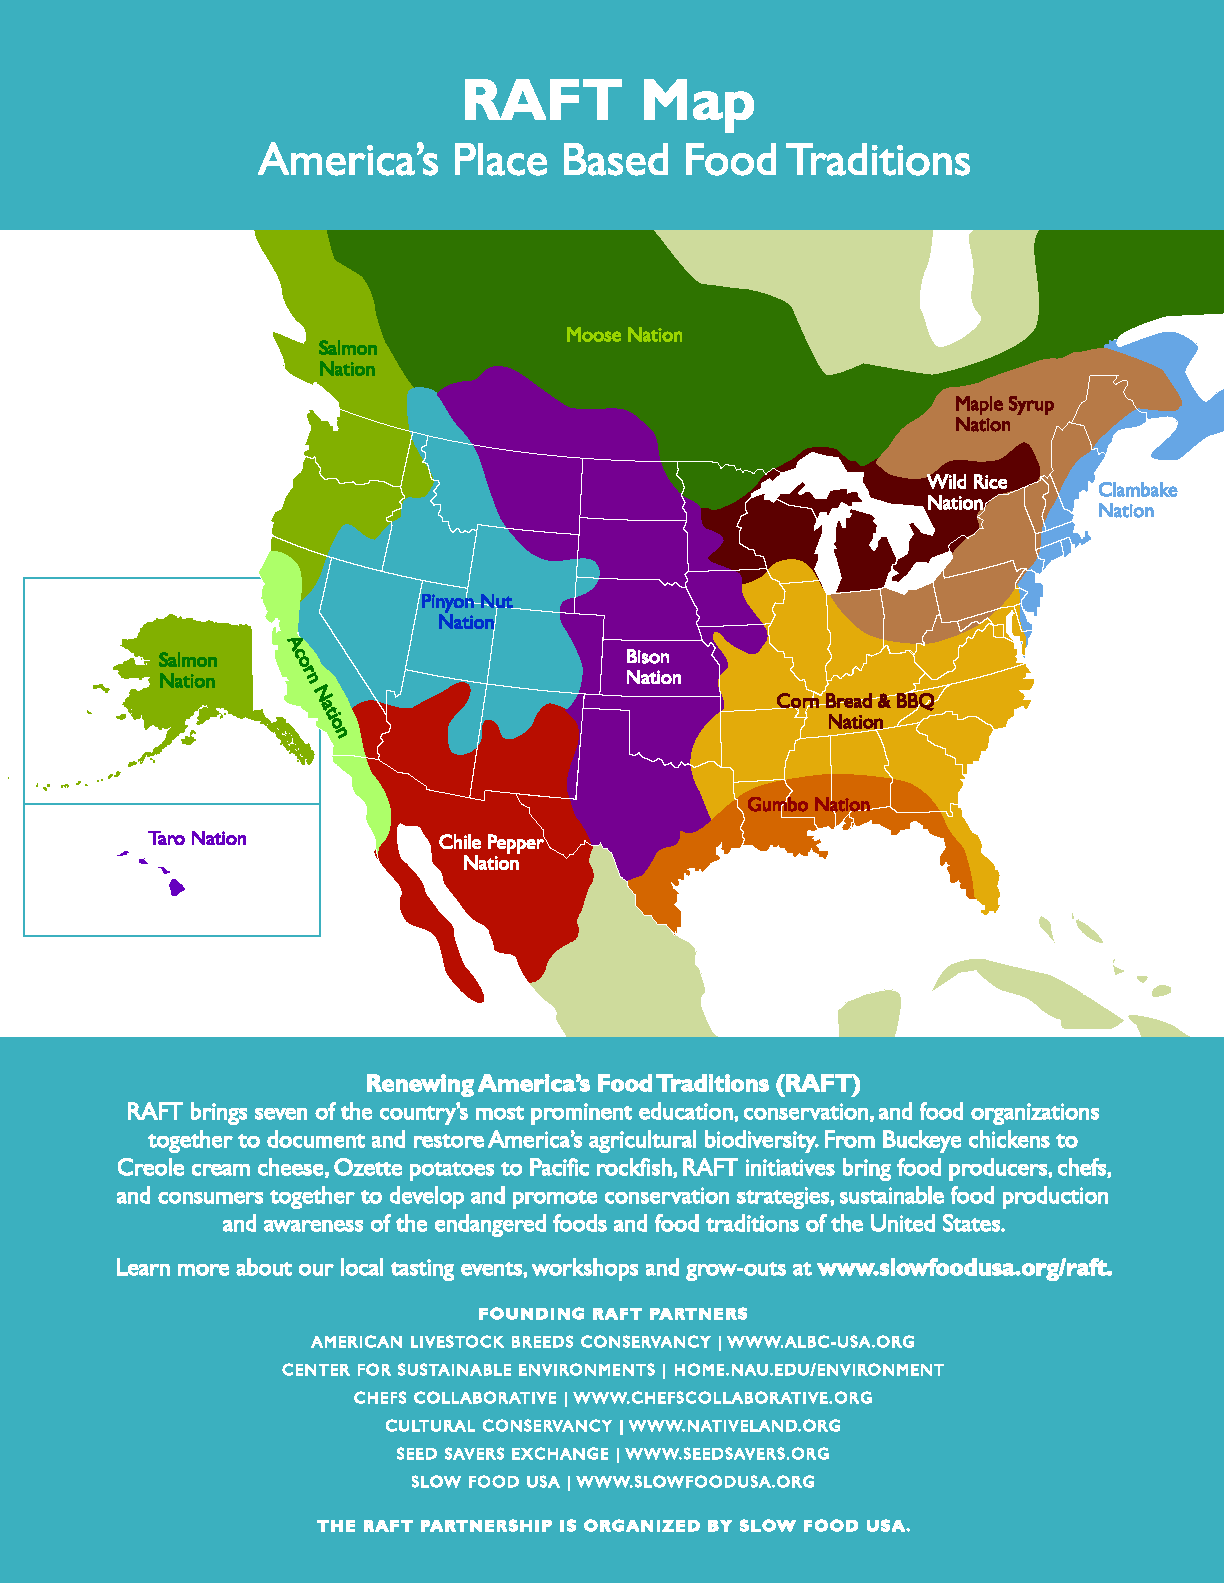 RAFT Map
America's Place Based Food Traditions
Moose Nation
Salmon
Nation
Maple Syrup
Nation
Wild Rice
Nation
Clambake
Nation
Pinyon Nut
Nation
Acorn Nation
Salmon
Nation
Bison
Nation
Corn Bread & BBQ
Nation
Gumbo Nation
Taro Nation
Chile Pepper
Nation
Renewing America's Food Traditions (RAFT)
RAFT brings seven of the country's most prominent education, conservation, and food organizations
together to document and restore America's agricultural biodiversity. From Buckeye chickens to
Creole cream cheese, Ozette potatoes to Pacific rockfish, RAFT initiatives bring food producers, chefs,
and consumers together to develop and promote conservation strategies, sustainable food production
and awareness of the endangered foods and food traditions of the United States.
Learn more about our local tasting events, workshops and grow-outs at www.slowfoodusa.org/raft.
FOUNDING RAFT PARTNERS
AMERICAN LIVESTOCK BREEDS CONSERVANCY | WWW.ALBC-USA.ORG
CENTER FOR SUSTAINABLE ENVIRONMENTS | HOME.NAU.EDU/ENVIRONMENT
CHEFS COLLABORATIVE | WWW.CHEFSCOLLABORATIVE.ORG
CULTURAL CONSERVANCY | WWW.NATIVELAND.ORG
SEED SAVERS EXCHANGE | WWW.SEEDSAVERS.ORG
SLOW FOOD USA | WWW.SLOWFOODUSA.ORG
THE RAFT PARTNERSHIP IS ORGANIZED BY SLOW FOOD USA.